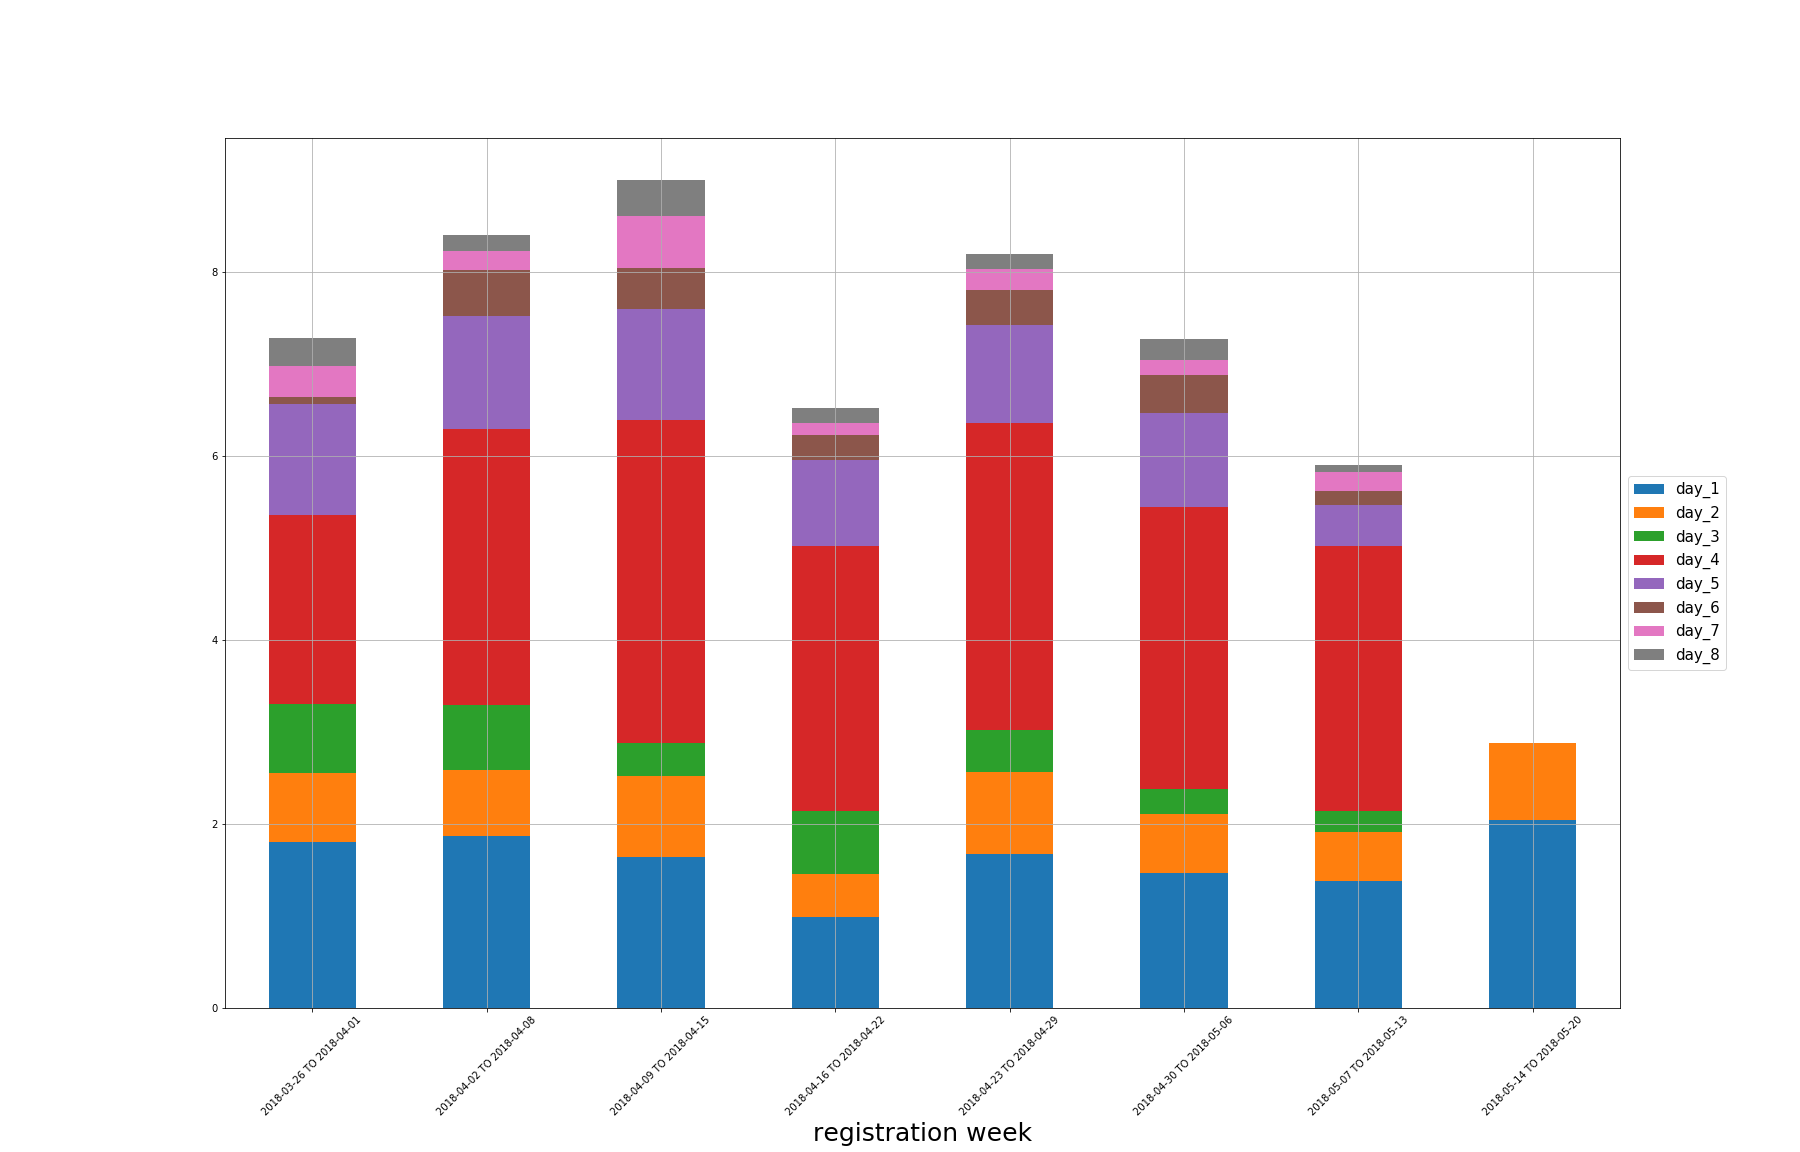 8
6
4
2
0
day_1
day_2
day_3
day_4
day_5
day_6
day_7
day_8
2018-03-26 TO 2018-04-01
2018-04-02 TO 2018-04-08
2018-04-09 TO 2018-04-15
2018-04-16 TO 2018-04-22
2018-04-23 TO 2018-04-29
2018-04-30 TO 2018-05-06
2018-05-07 TO 2018-05-13
2018-05-14 TO 2018-05-20
registration week